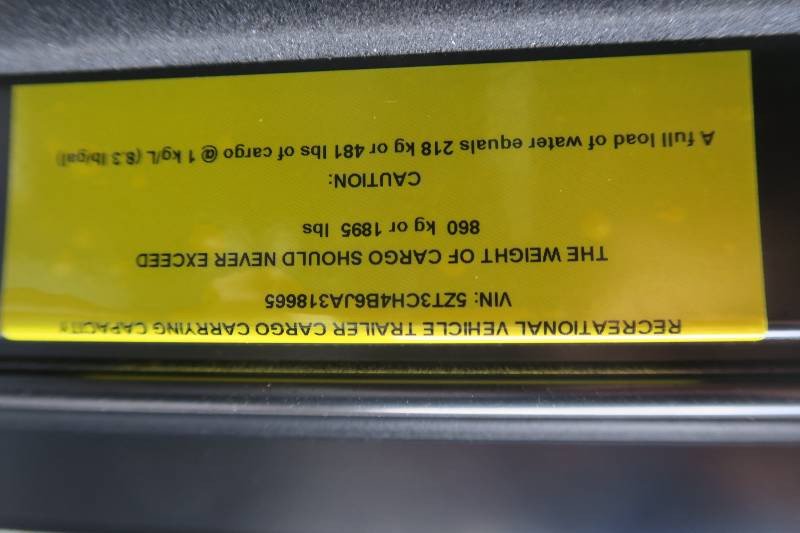 RECREATIONAL VEHICLE TRAILER CARGO CARRYING CAPACITY
VIN: 5ZT3CH4B6JA318665
THE WEIGHT OF CARGO SHOULD NEVER EXCEED
860 kg or 1895 lbs
CAUTION:
A full load of water equals 218 kg or 481 lbs of cargo @ 1 kg/L (8.3 lb/gal)